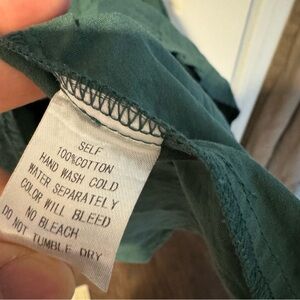 SELF
100%COTTON
HAND WASH COLD
WATER SEPARATELY
COLOR WILL BLEED
NO BLEACH
DO NOT TUMBLE DRY